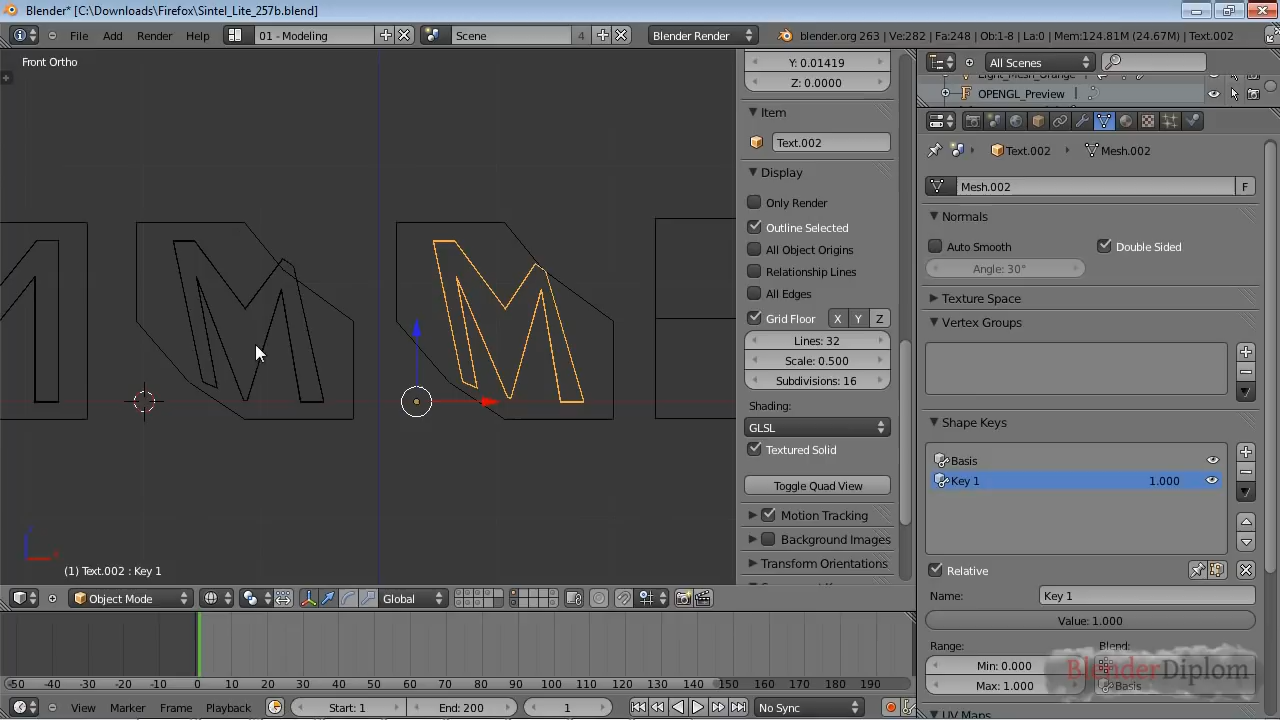 Blender* [C:\Downloads\Firefox\Sintel_Lite_257b.blend]
File Add Render Help 01 - Modeling Scene 4 Blender Render blender.org 263 | Ve:282 | Fa:248 | Ob:1-8 | La:0 | Mem:124.81M (24.67M) | Text.002
Front Ortho
Y: 0.01419
Z: 0.0000
Item
Text.002
Display
Only Render
Outline Selected
All Object Origins
Relationship Lines
All Edges
Grid Floor X Y Z
Lines: 32
Scale: 0.500
Subdivisions: 16
Shading:
GLSL
Textured Solid
Toggle Quad View
Motion Tracking
Background Images
Transform Orientations
All Scenes
Light_Mesh_Orange
OPENGL_Preview
Text.002 Mesh.002
Mesh.002 F
Normals
Auto Smooth Double Sided
Angle: 30°
Texture Space
Vertex Groups
Shape Keys
Basis
Key 1 1.000
Relative
Name: Key 1
Value: 1.000
Range: Blend:
Min: 0.000
Max: 1.000 Basis
UV Maps
BlenderDiplom
(1) Text.002 : Key 1
Object Mode Global
-50 -40 -30 -20 -10 0 10 20 30 40 50 60 70 80 90 100 110 120 130 140 150 160 170 180 190
View Marker Frame Playback Start: 1 End: 200 1 No Sync